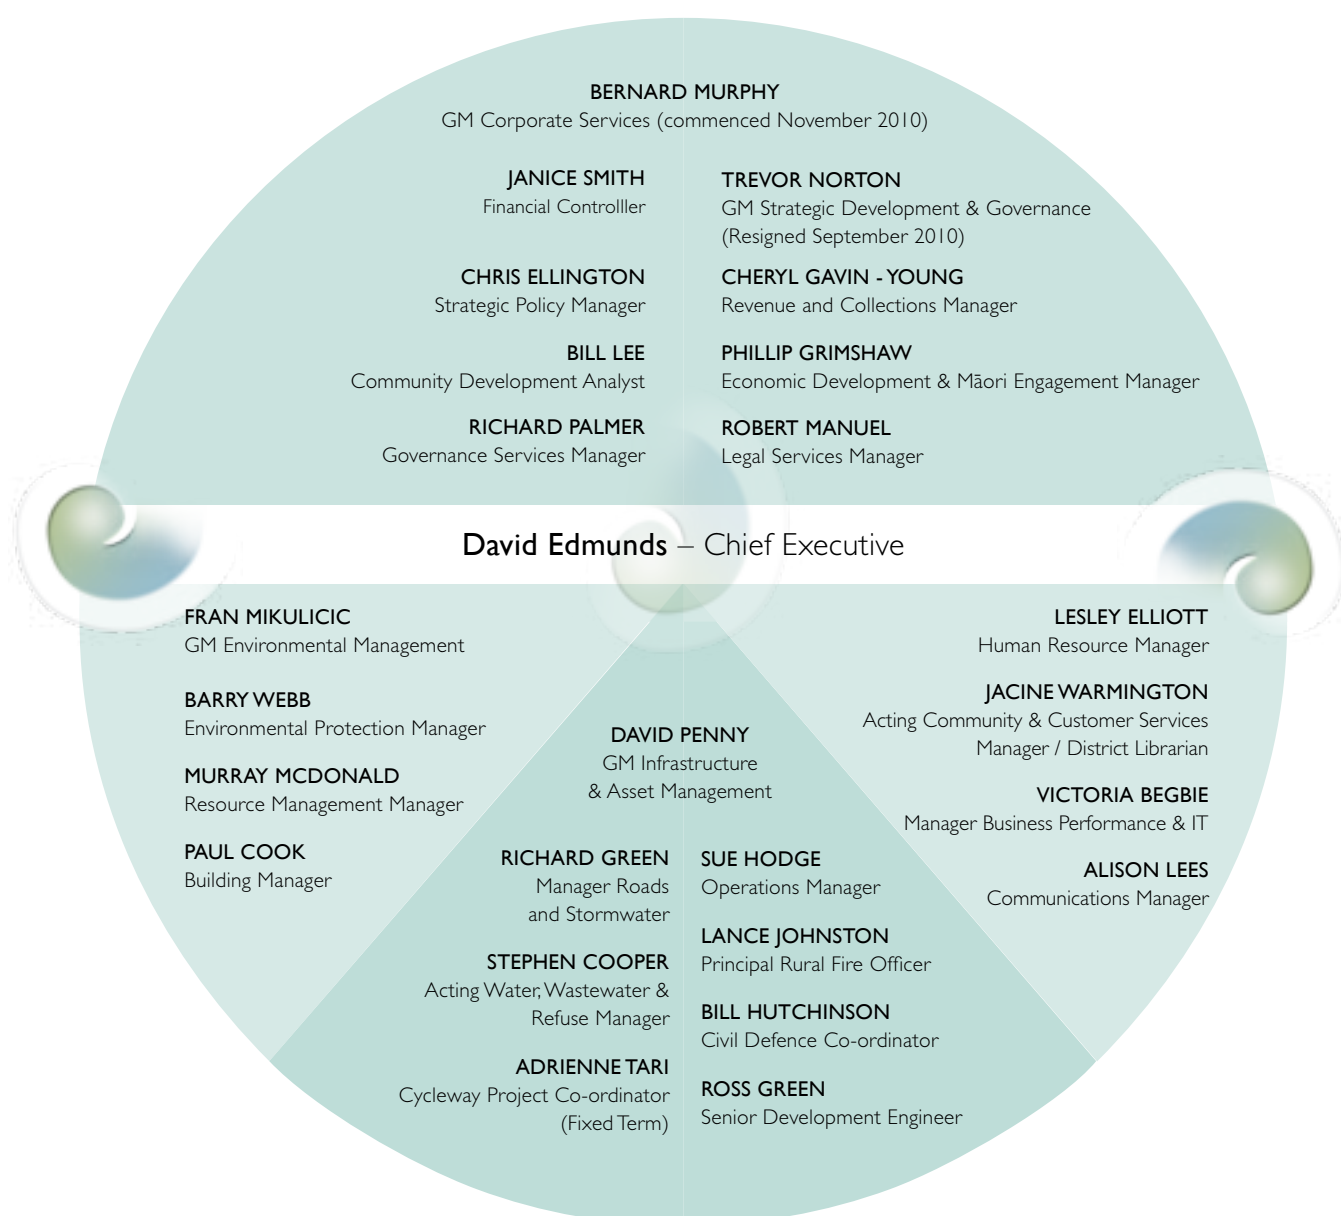 BERNARD MURPHY
GM Corporate Services (commenced November 2010)
JANICE SMITH
Financial Controlller
TREVOR NORTON
GM Strategic Development & Governance
(Resigned September 2010)
CHRIS ELLINGTON
Strategic Policy Manager
CHERYL GAVIN - YOUNG
Revenue and Collections Manager
BILL LEE
Community Development Analyst
PHILLIP GRIMSHAW
Economic Development & Māori Engagement Manager
RICHARD PALMER
Governance Services Manager
ROBERT MANUEL
Legal Services Manager
David Edmunds – Chief Executive
FRAN MIKULICIC
GM Environmental Management
BARRY WEBB
Environmental Protection Manager
MURRAY MCDONALD
Resource Management Manager
PAUL COOK
Building Manager
DAVID PENNY
GM Infrastructure
& Asset Management
RICHARD GREEN
Manager Roads
and Stormwater
STEPHEN COOPER
Acting Water, Wastewater &
Refuse Manager
ADRIENNE TARI
Cycleway Project Co-ordinator
(Fixed Term)
SUE HODGE
Operations Manager
LANCE JOHNSTON
Principal Rural Fire Officer
BILL HUTCHINSON
Civil Defence Co-ordinator
ROSS GREEN
Senior Development Engineer
LESLEY ELLIOTT
Human Resource Manager
JACINE WARMINGTON
Acting Community & Customer Services
Manager / District Librarian
VICTORIA BEGBIE
Manager Business Performance & IT
ALISON LEES
Communications Manager